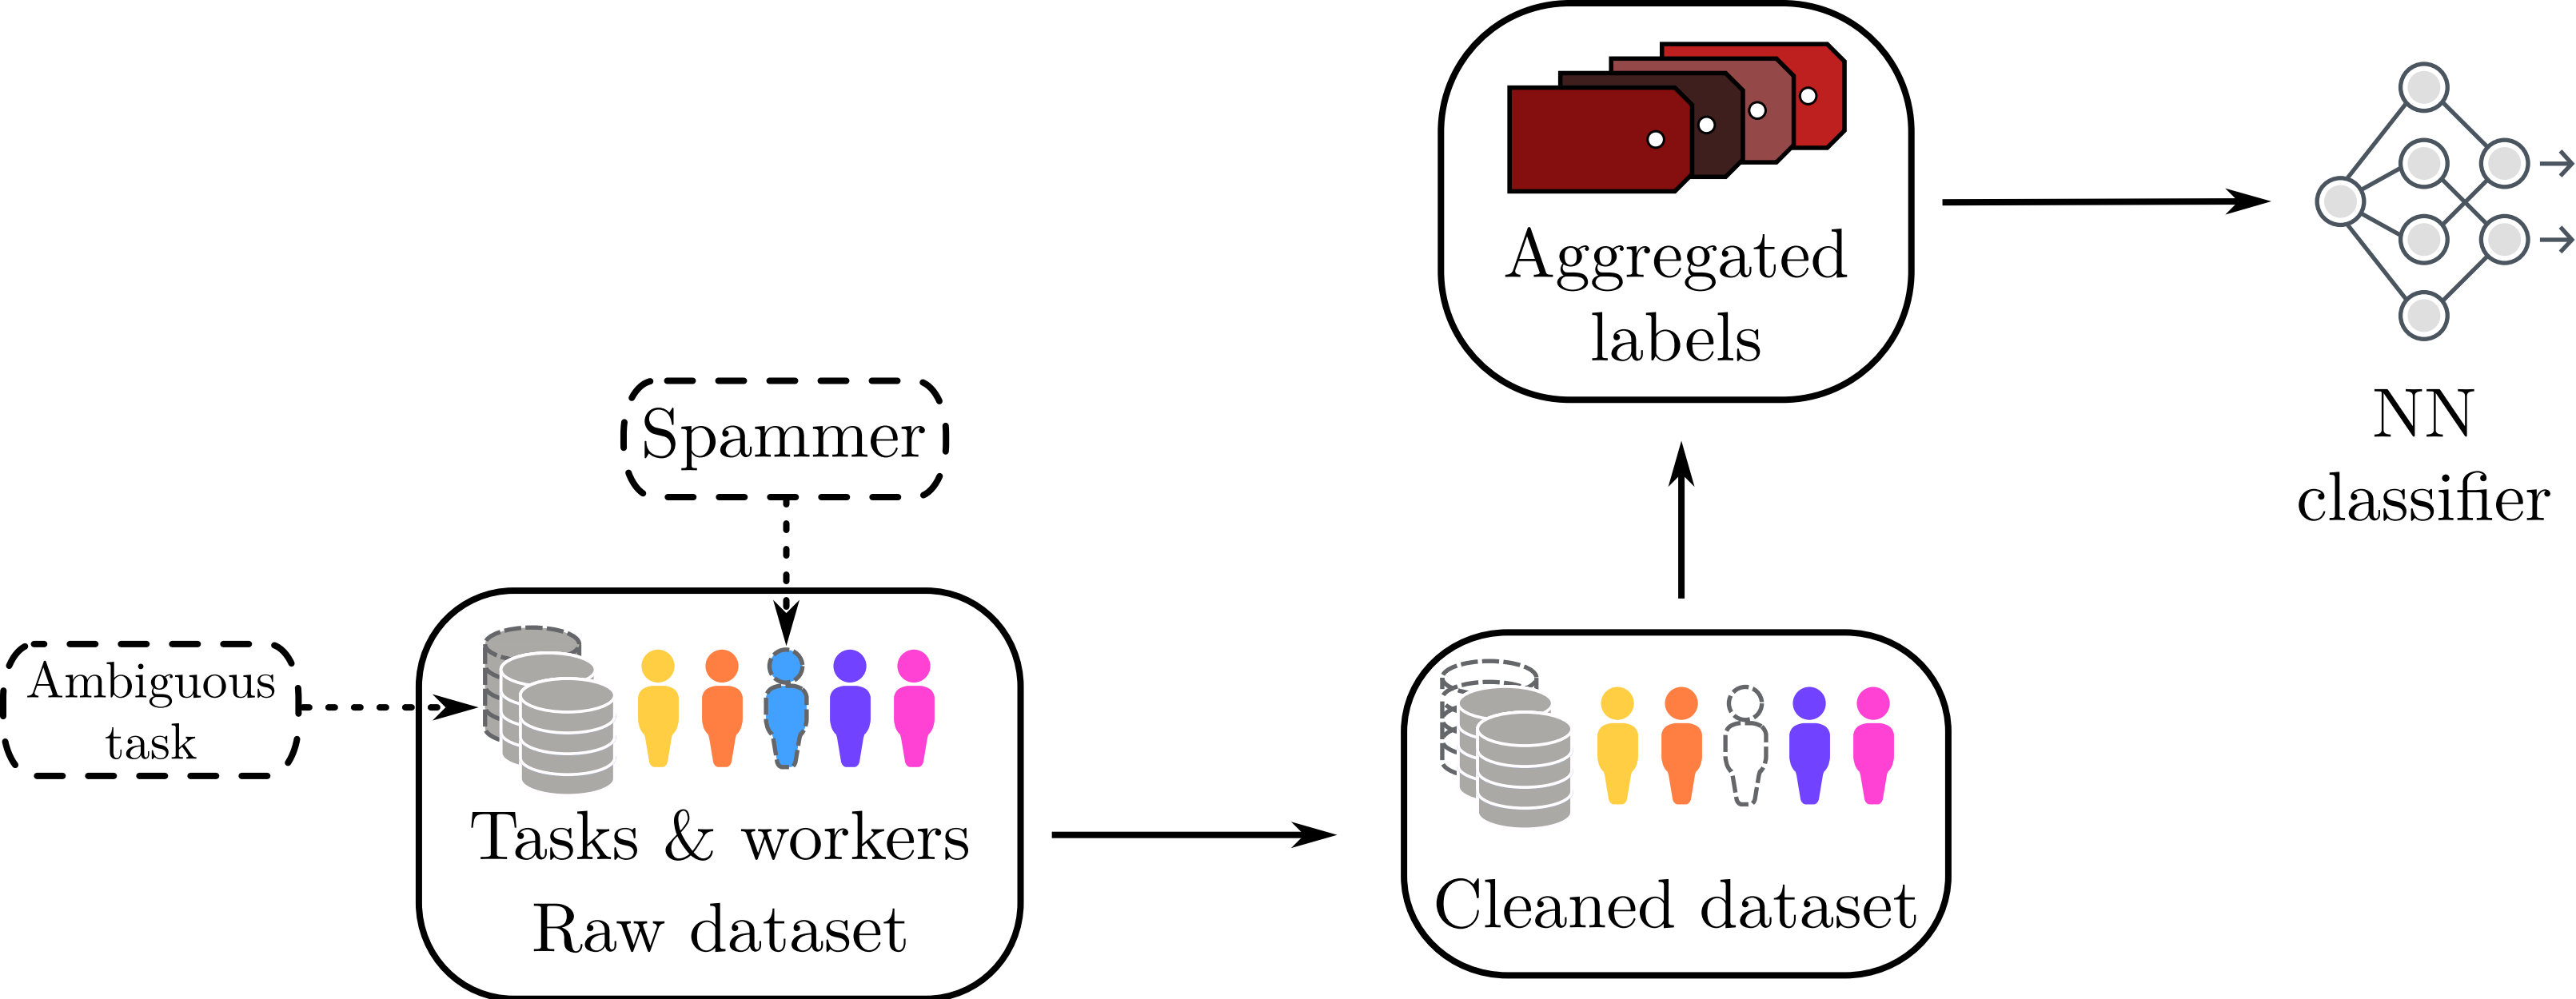 Aggregated
labels
NN
classifier
Spammer
Ambiguous
task
Tasks & workers
Raw dataset
Cleaned dataset